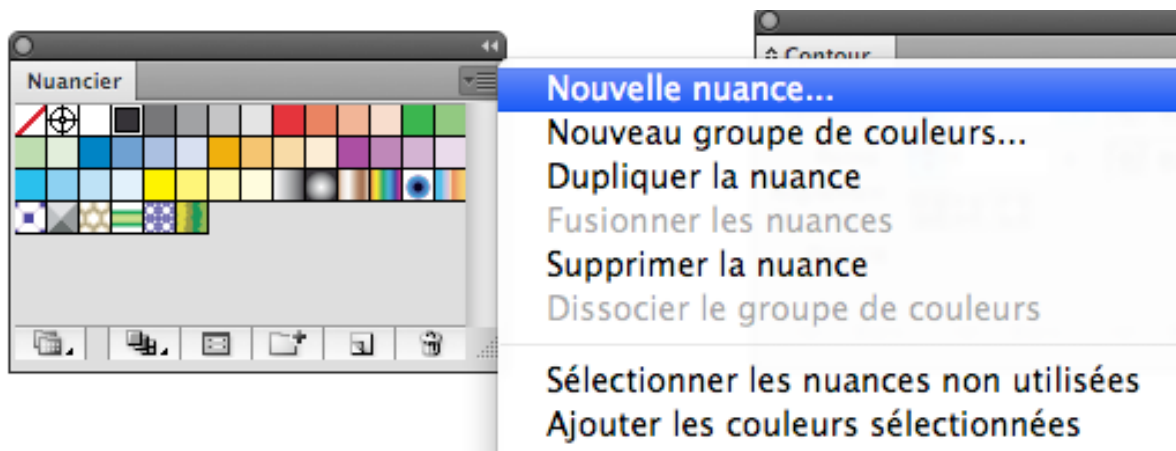 Nuancier
Contour
Nouvelle nuance...
Nouveau groupe de couleurs...
Dupliquer la nuance
Fusionner les nuances
Supprimer la nuance
Dissocier le groupe de couleurs
Sélectionner les nuances non utilisées
Ajouter les couleurs sélectionnées